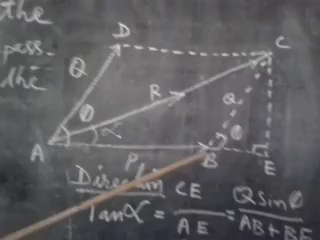 the
pass-
the
D
C
Q
R
Q
θ
α
θ
A
P
B
E
Direction
Tanα = CE / AE = Qsinθ / AB+BE